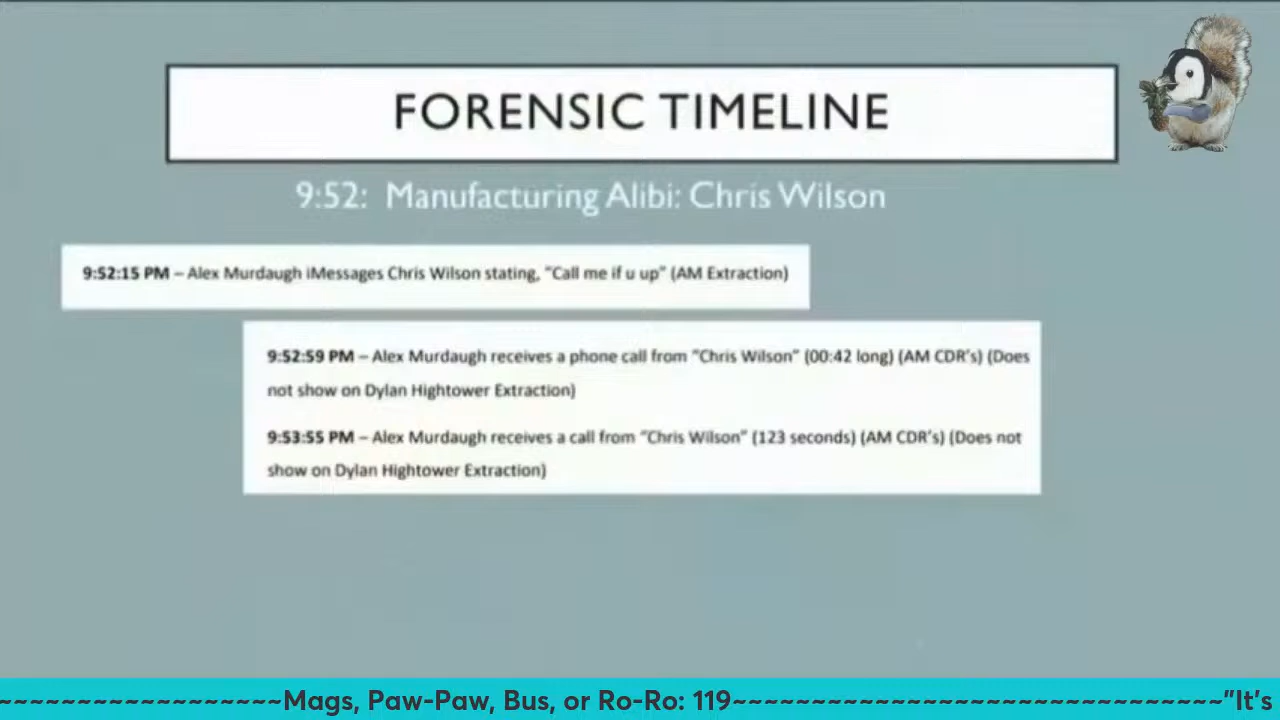 FORENSIC TIMELINE
9:52: Manufacturing Alibi: Chris Wilson
9:52:15 PM – Alex Murdaugh iMessages Chris Wilson stating, "Call me if u up" (AM Extraction)
9:52:59 PM – Alex Murdaugh receives a phone call from "Chris Wilson" (00:42 long) (AM CDR's) (Does
not show on Dylan Hightower Extraction)
9:53:55 PM – Alex Murdaugh receives a call from "Chris Wilson" (123 seconds) (AM CDR's) (Does not
show on Dylan Hightower Extraction)
~~~~~~~~~~~~~~~~~~Mags, Paw-Paw, Bus, or Ro-Ro: 119~~~~~~~~~~~~~~~~~~~~~~~~~~~~~~~"It's